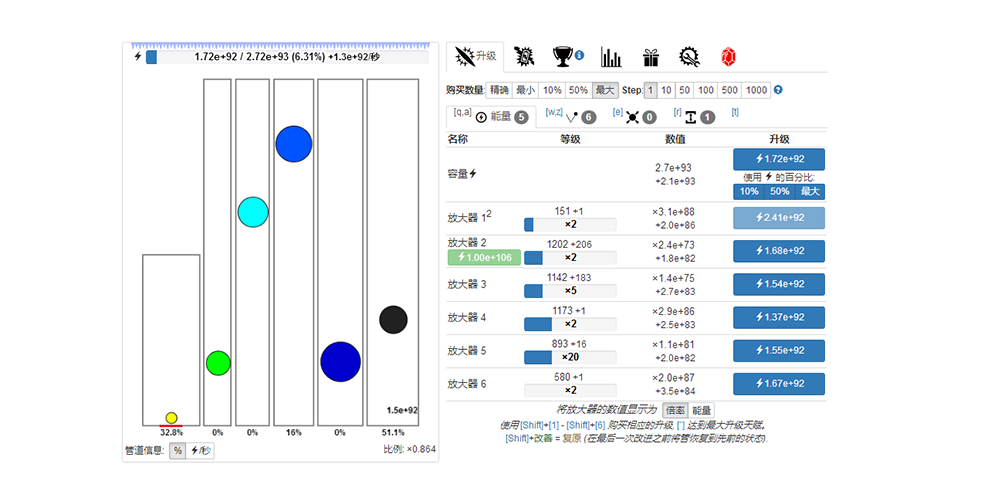 1.72e+92 / 2.72e+93 (6.31%) +1.3e+92/秒
1.5e+92
32.8% 0% 0% 16% 0% 51.1%
管道信息: % /秒 比例: ×0.864
升级
购买数量: 精确 最小 10% 50% 最大 Step: 1 10 50 100 500 1000
[q,a] 能量 5 [w,z] 6 [e] 0 [r] 1 [t]
名称 等级 数值 升级
容量 2.7e+93 +2.1e+93 1.72e+92
使用 的百分比:
10% 50% 最大
放大器 1² 151 +1 ×2 ×3.1e+88 +2.0e+86 2.41e+92
放大器 2 1.00e+106 1202 +206 ×2 ×2.4e+73 +1.8e+82 1.68e+92
放大器 3 1142 +183 ×5 ×1.4e+75 +2.7e+83 1.54e+92
放大器 4 1173 +1 ×2 ×2.9e+86 +2.5e+83 1.37e+92
放大器 5 893 +16 ×20 ×1.1e+81 +2.0e+82 1.55e+92
放大器 6 580 +1 ×2 ×2.0e+87 +3.5e+84 1.67e+92
将放大器的数值显示为 倍率 能量
使用 [Shift]+[1] - [Shift]+[6] 购买相应的升级, [`] 达到最大升级天赋。
[Shift]+改善 = 复原 (在最后一次改进之前将管恢复到先前的状态).